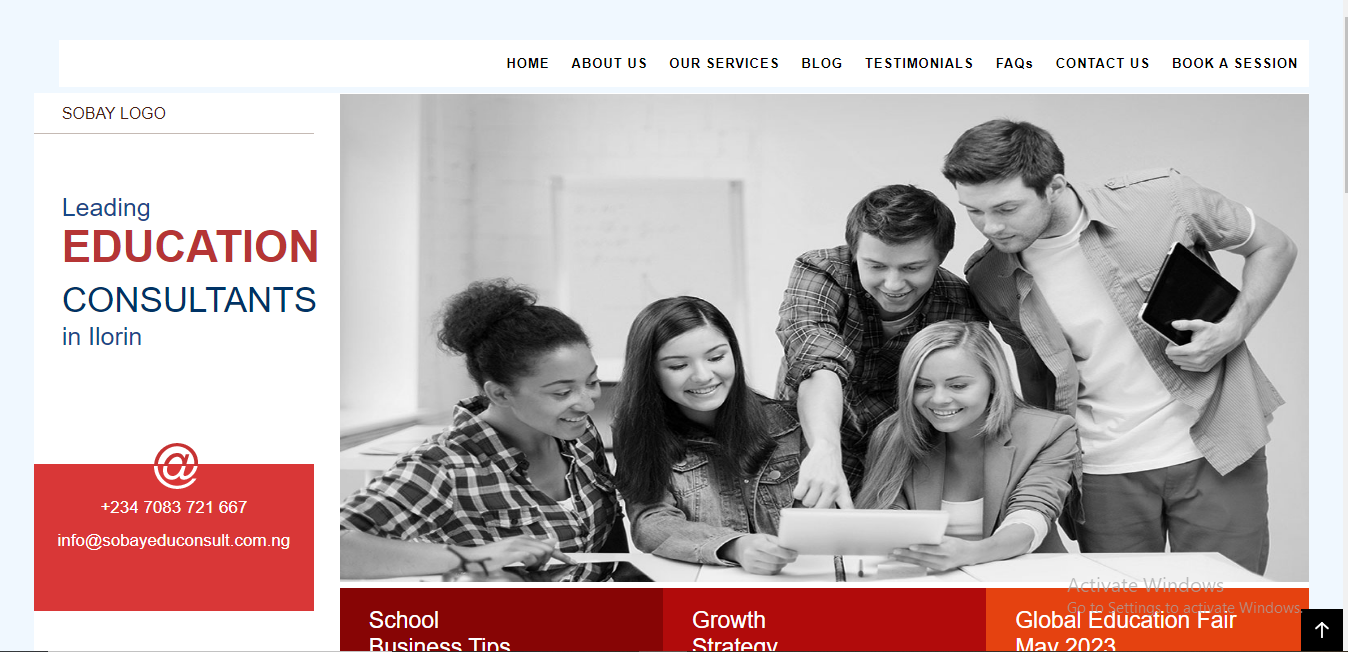 HOME ABOUT US OUR SERVICES BLOG TESTIMONIALS FAQs CONTACT US BOOK A SESSION
SOBAY LOGO
Leading
EDUCATION
CONSULTANTS
in Ilorin
@
+234 7083 721 667
info@sobayeduconsult.com.ng
School
Business Tips
Growth
Strategy
Global Education Fair
May 2023
Activate Windows
Go to Settings to activate Windows.